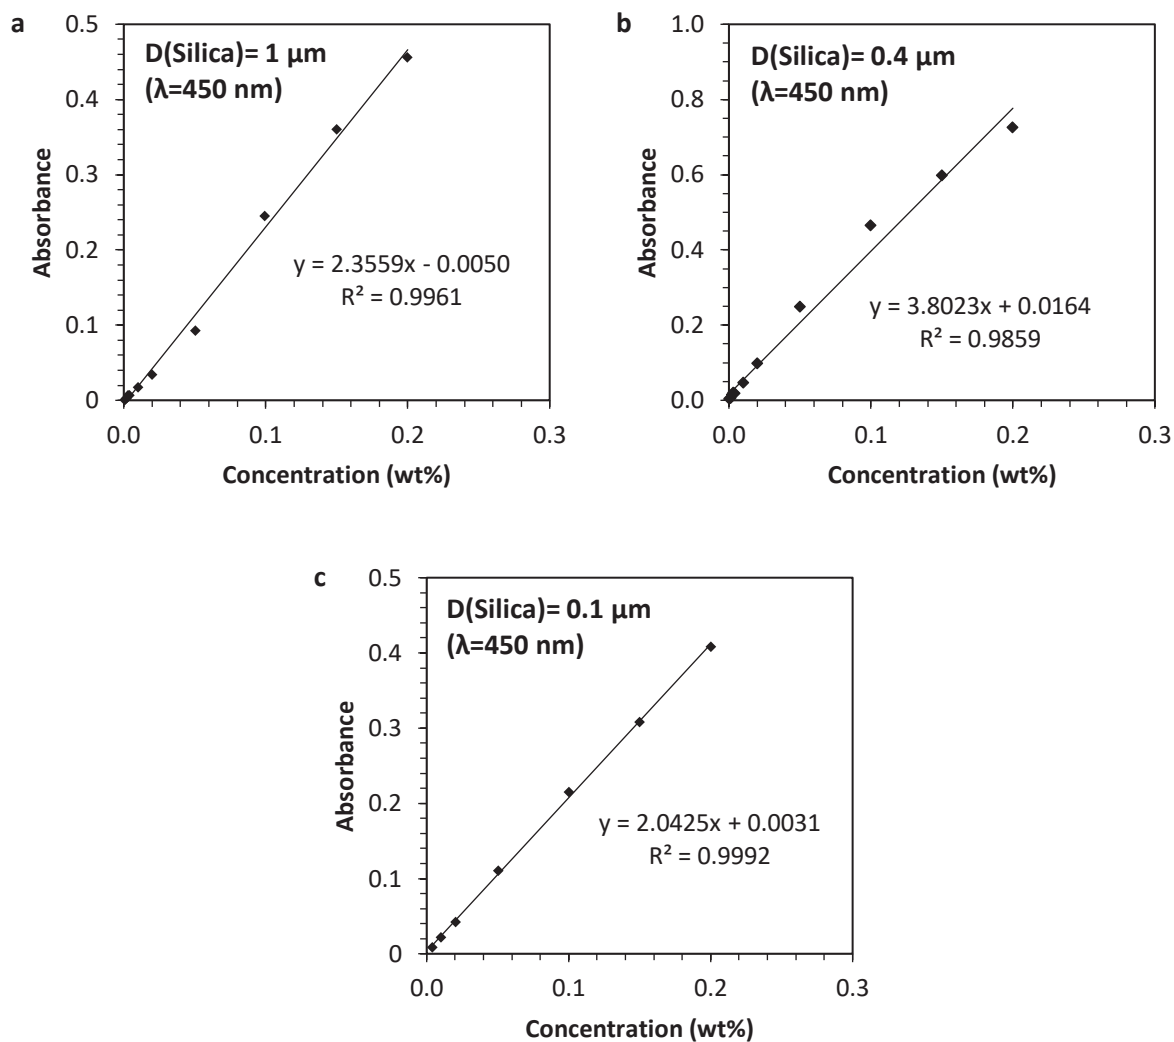 a
D(Silica)= 1 µm
(λ=450 nm)
0.5
0.4
0.3
0.2
0.1
0
Absorbance
y = 2.3559x - 0.0050
R² = 0.9961
0.0 0.1 0.2 0.3
Concentration (wt%)
b
D(Silica)= 0.4 µm
(λ=450 nm)
1.0
0.8
0.6
0.4
0.2
0.0
Absorbance
y = 3.8023x + 0.0164
R² = 0.9859
0.0 0.1 0.2 0.3
Concentration (wt%)
c
D(Silica)= 0.1 µm
(λ=450 nm)
0.5
0.4
0.3
0.2
0.1
0
Absorbance
y = 2.0425x + 0.0031
R² = 0.9992
0.0 0.1 0.2 0.3
Concentration (wt%)